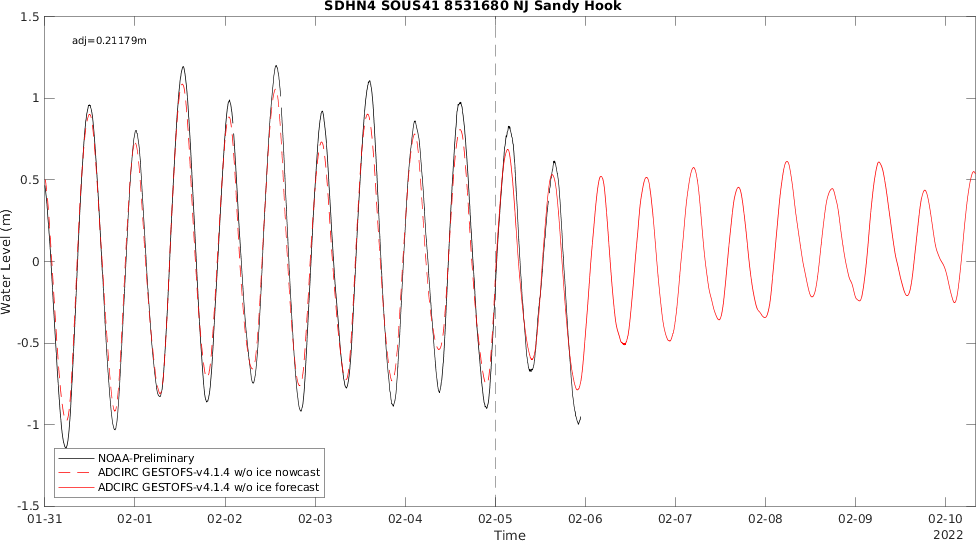 SDHN4 SOUS41 8531680 NJ Sandy Hook
1.5
adj=0.21179m
1
0.5
0
-0.5
-1
-1.5
Water Level (m)
NOAA-Preliminary
ADCIRC GESTOFS-v4.1.4 w/o ice nowcast
ADCIRC GESTOFS-v4.1.4 w/o ice forecast
01-31 02-01 02-02 02-03 02-04 02-05 02-06 02-07 02-08 02-09 02-10
Time 2022